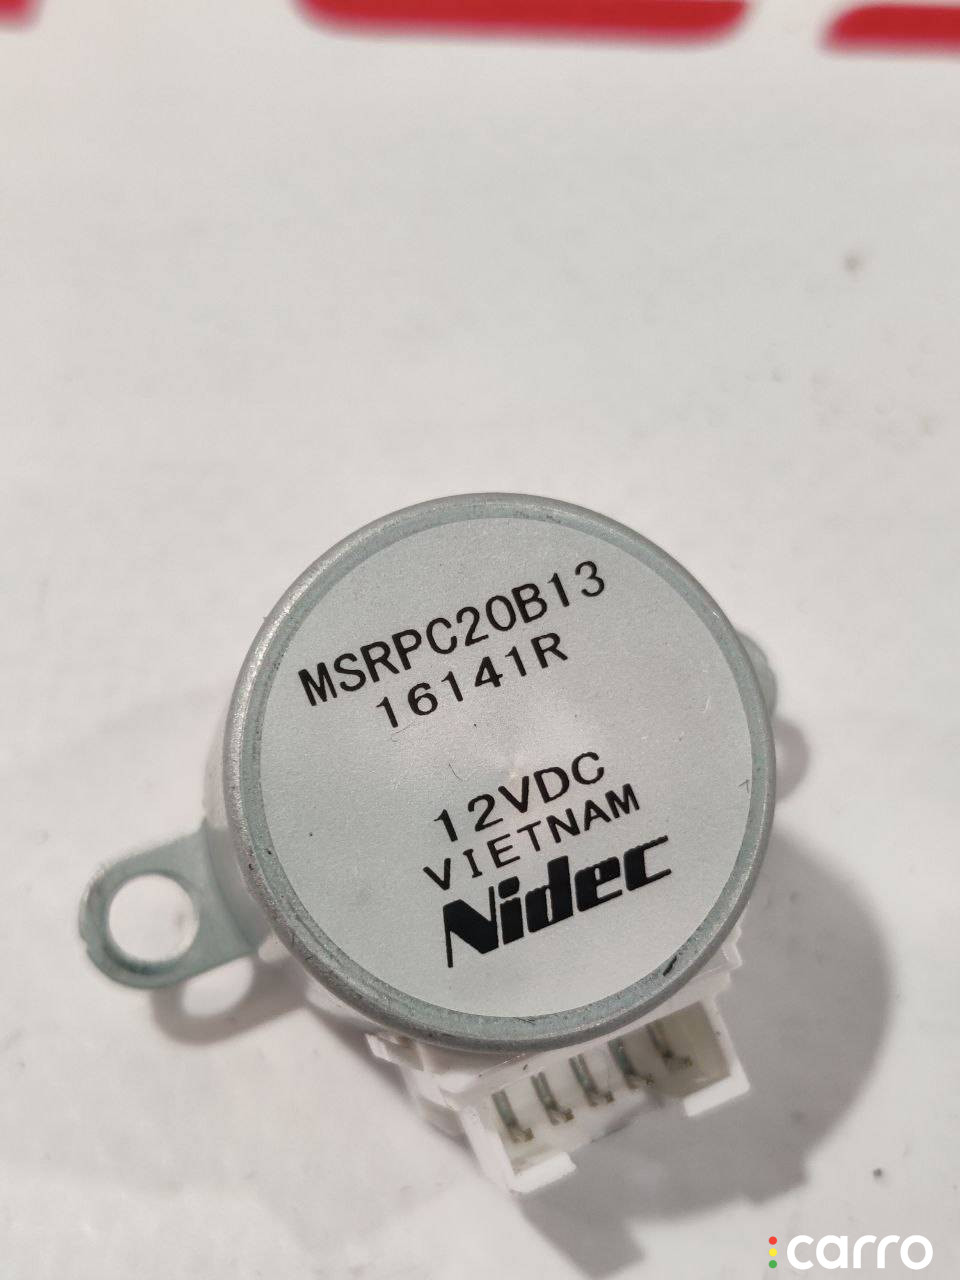 MSRPC20B13
16141R
12VDC
VIETNAM
Nidec
carro